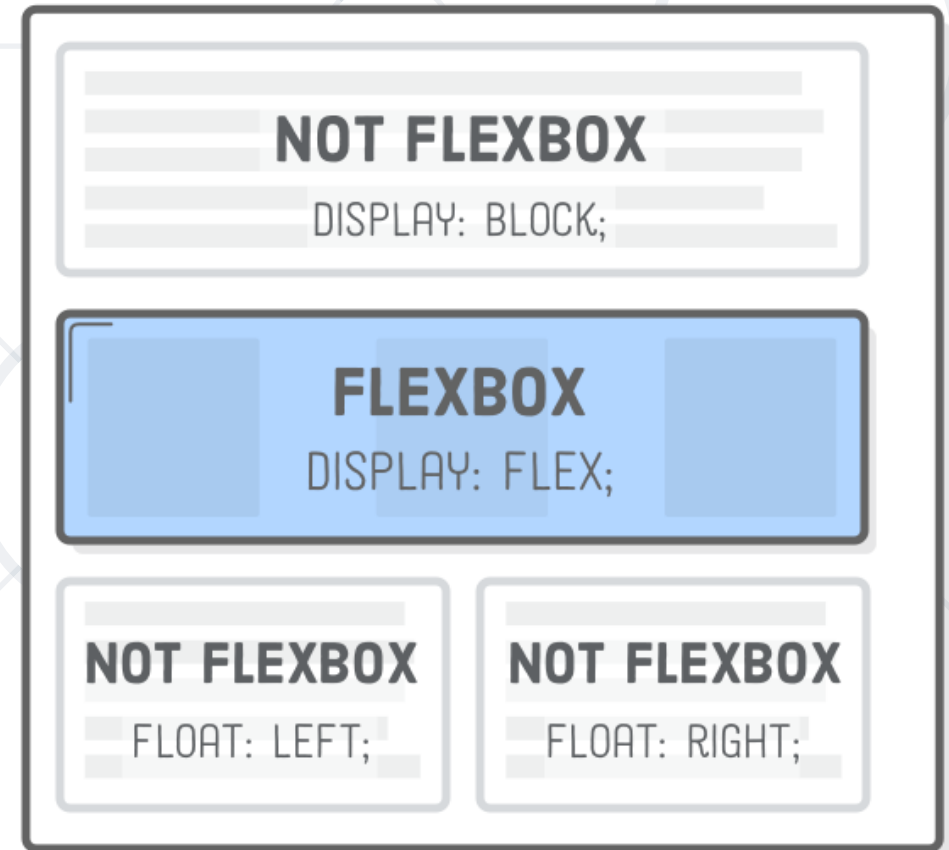 NOT FLEXBOX
DISPLAY: BLOCK;
FLEXBOX
DISPLAY: FLEX;
NOT FLEXBOX
FLOAT: LEFT;
NOT FLEXBOX
FLOAT: RIGHT;